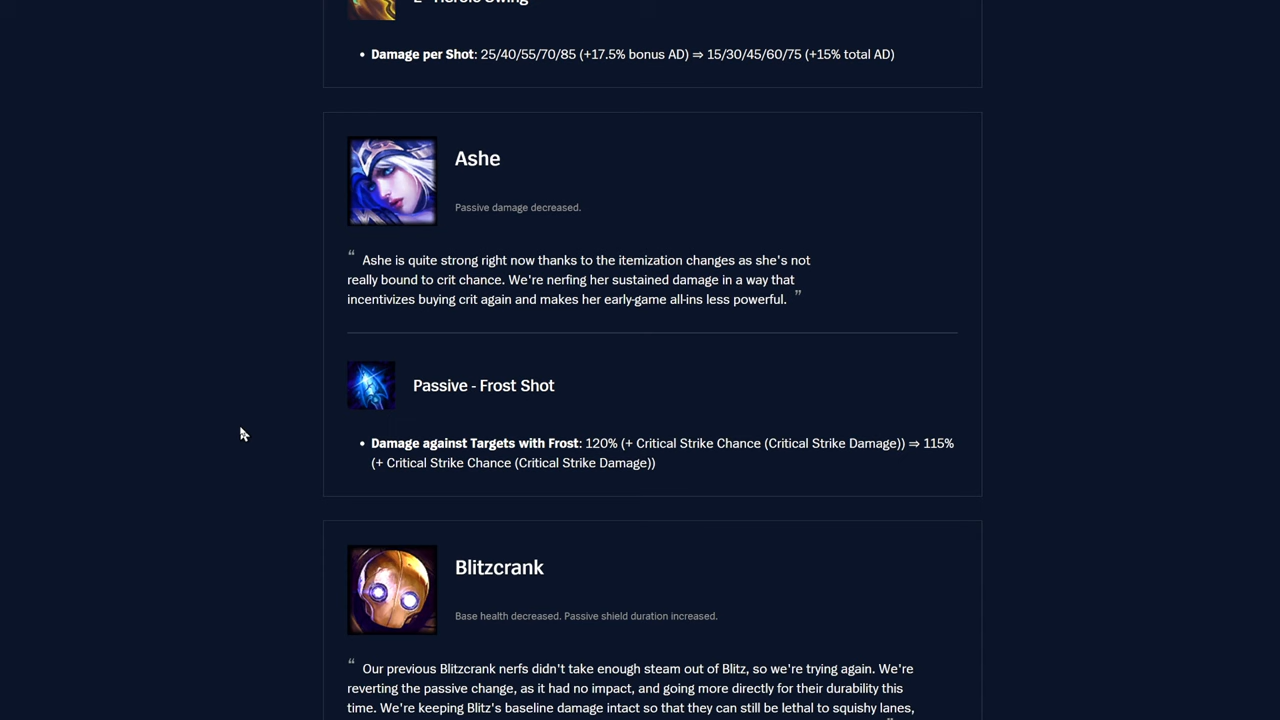 • Damage per Shot: 25/40/55/70/85 (+17.5% bonus AD) ⇒ 15/30/45/60/75 (+15% total AD)
Ashe
Passive damage decreased.
“ Ashe is quite strong right now thanks to the itemization changes as she's not
really bound to crit chance. We're nerfing her sustained damage in a way that
incentivizes buying crit again and makes her early-game all-ins less powerful. ”
Passive - Frost Shot
• Damage against Targets with Frost: 120% (+ Critical Strike Chance (Critical Strike Damage)) ⇒ 115%
(+ Critical Strike Chance (Critical Strike Damage))
Blitzcrank
Base health decreased. Passive shield duration increased.
“ Our previous Blitzcrank nerfs didn't take enough steam out of Blitz, so we're trying again. We're
reverting the passive change, as it had no impact, and going more directly for their durability this
time. We're keeping Blitz's baseline damage intact so that they can still be lethal to squishy lanes,